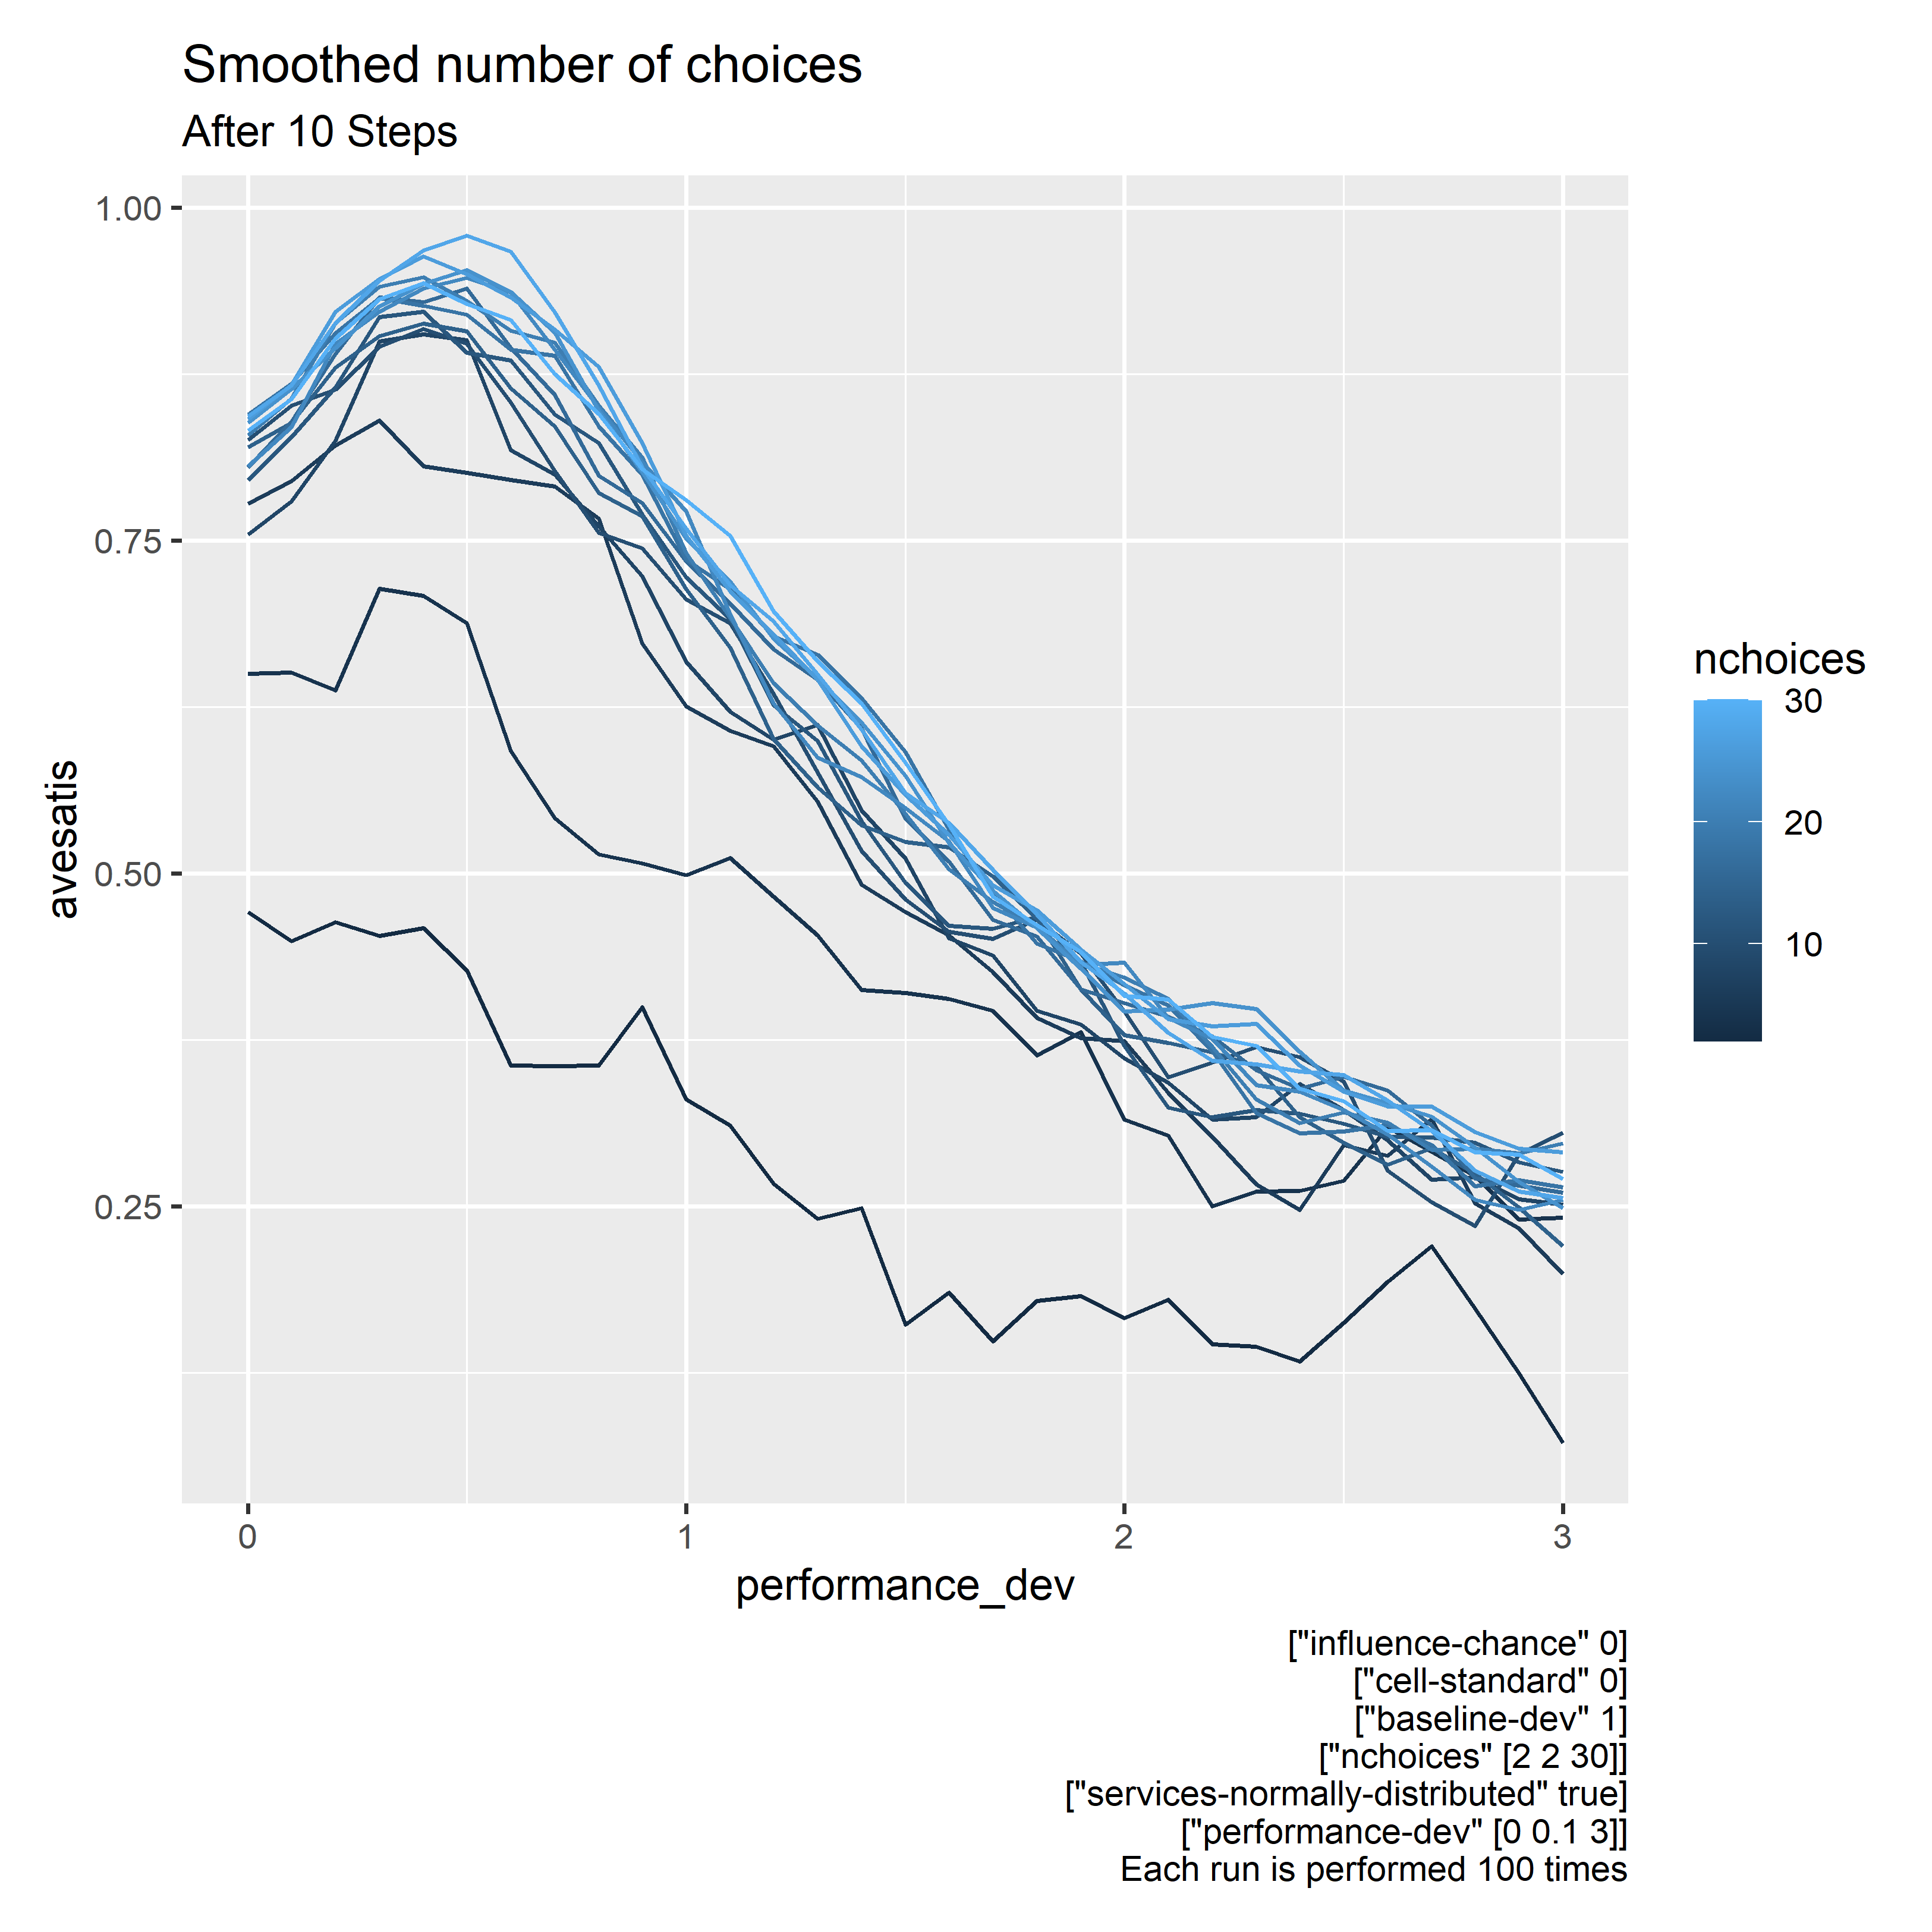 Smoothed number of choices
After 10 Steps
1.00
0.75
0.50
0.25
avesatis
0
1
2
3
performance_dev
nchoices
30
20
10
["influence-chance" 0]
["cell-standard" 0]
["baseline-dev" 1]
["nchoices" [2 2 30]]
["services-normally-distributed" true]
["performance-dev" [0 0.1 3]]
Each run is performed 100 times